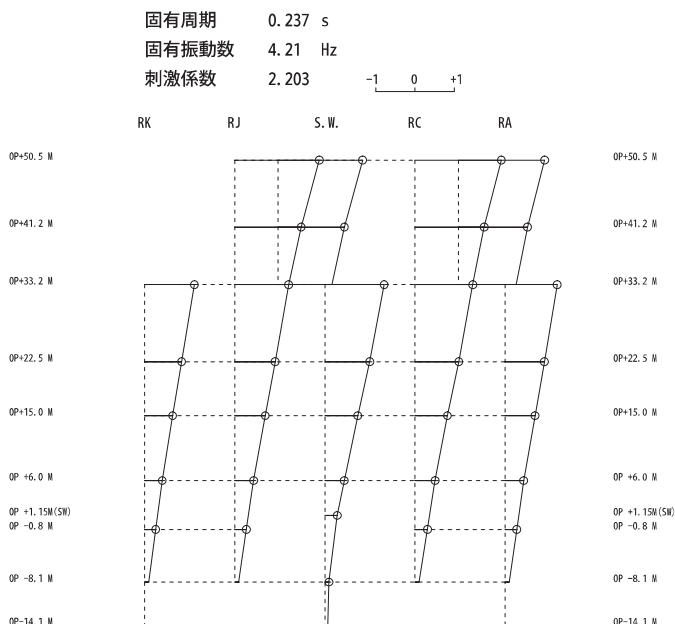 固有周期 0.237 s
固有振動数 4.21 Hz
刺激係数 2.203
-1 0 +1
RK RJ S.W. RC RA
OP+50.5 M OP+50.5 M
OP+41.2 M OP+41.2 M
OP+33.2 M OP+33.2 M
OP+22.5 M OP+22.5 M
OP+15.0 M OP+15.0 M
OP +6.0 M OP +6.0 M
OP +1.15M(SW) OP +1.15M(SW)
OP -0.8 M OP -0.8 M
OP -8.1 M OP -8.1 M
OP-14.1 M OP-14.1 M